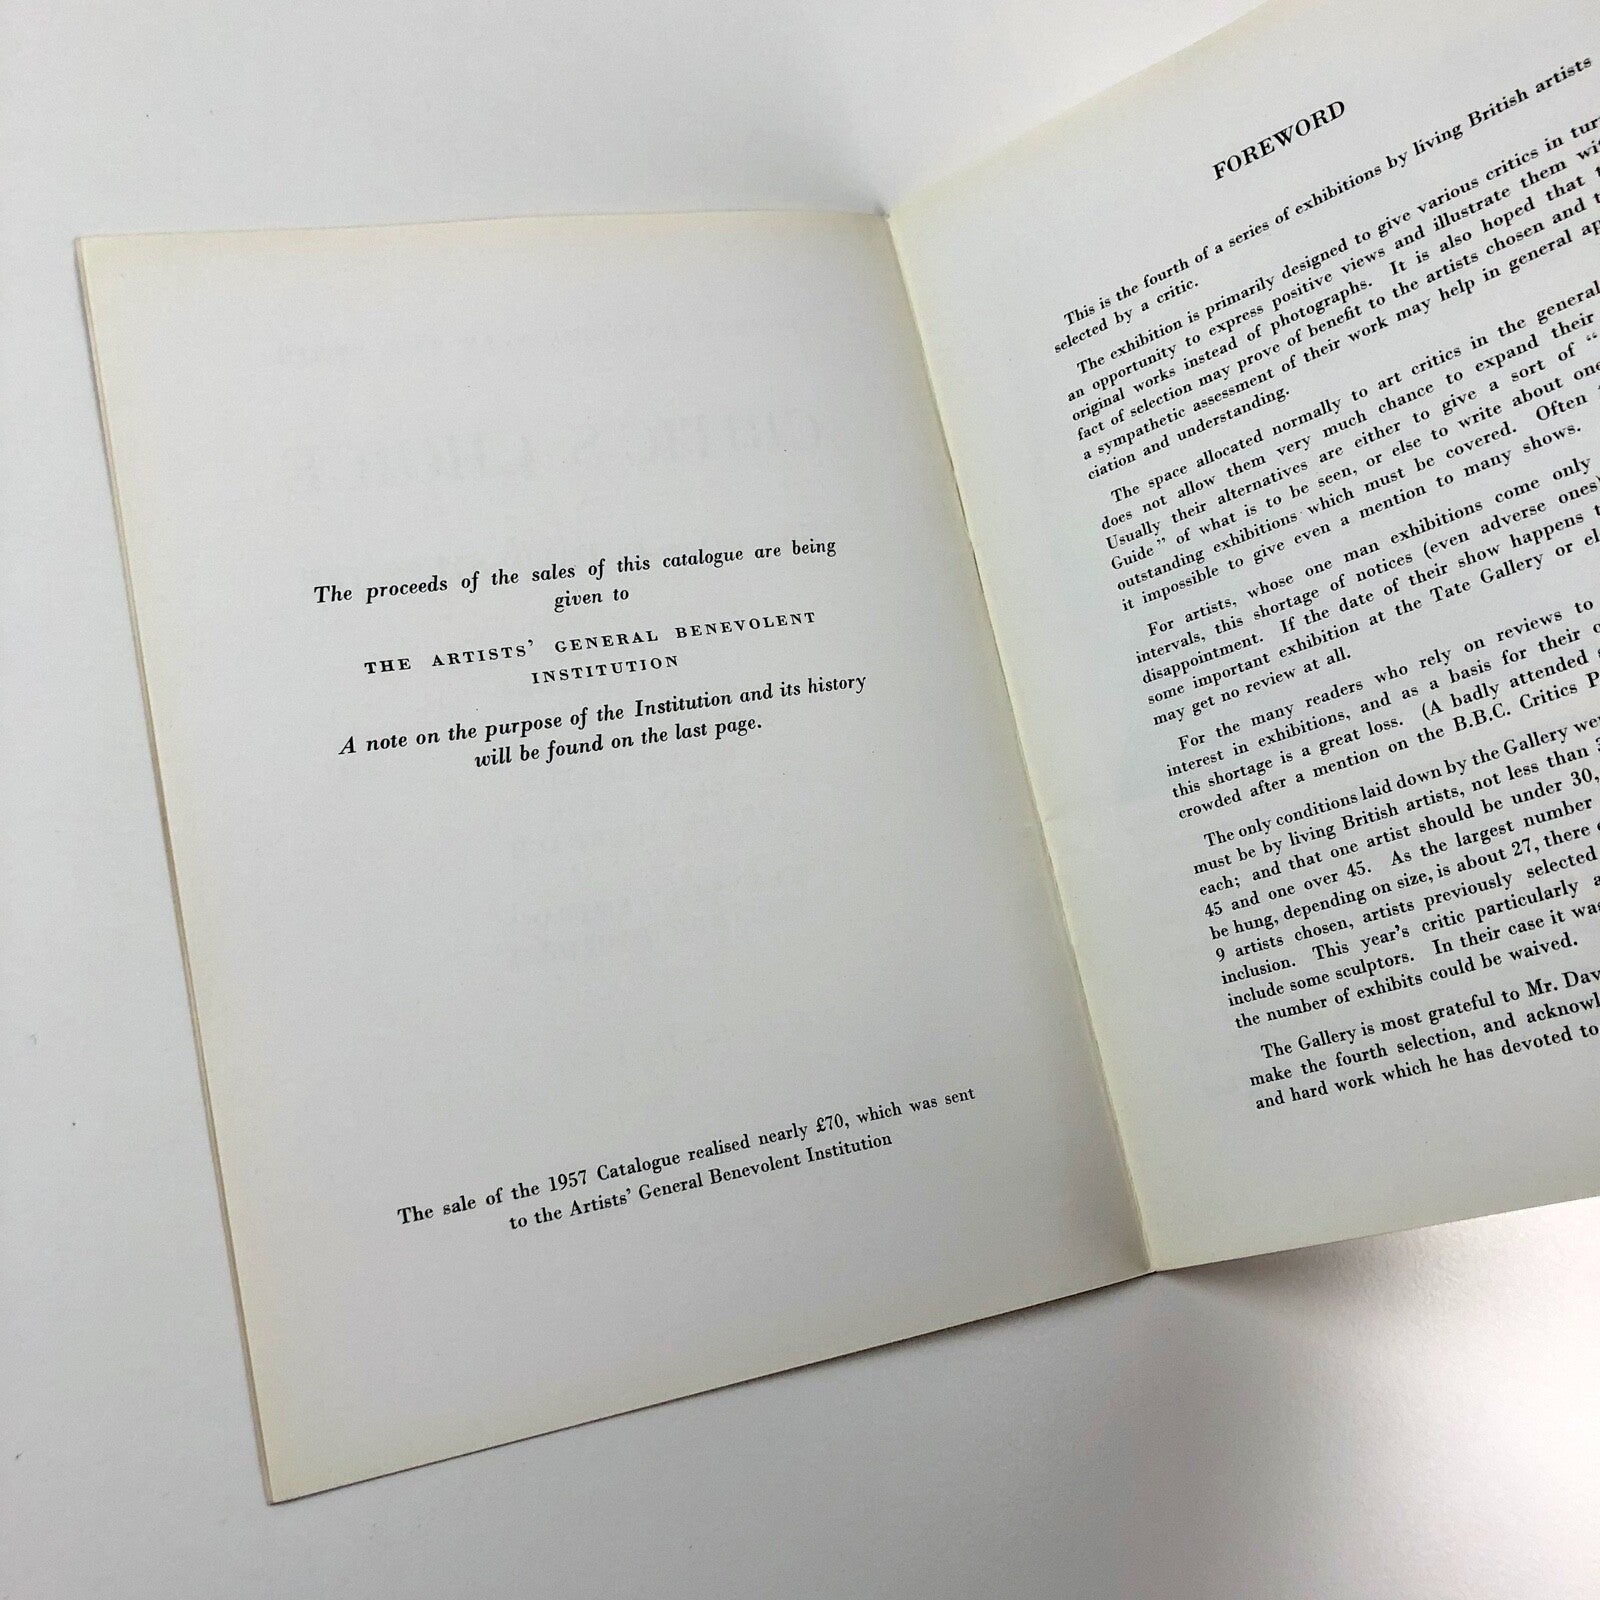 The proceeds of the sales of this catalogue are being
given to
THE ARTISTS' GENERAL BENEVOLENT
INSTITUTION
A note on the purpose of the Institution and its history
will be found on the last page.
The sale of the 1957 Catalogue realised nearly £70, which was sent
to the Artists' General Benevolent Institution
FOREWORD
This is the fourth of a series of exhibitions by living British artists
selected by a critic.
The exhibition is primarily designed to give various critics in
an opportunity to express positive views and illustrate them
original works instead of photographs. It is also hoped that
fact of selection may prove of benefit to the artists chosen and
a sympathetic assessment of their work may help in general
ciation and understanding.
The space allocated normally to art critics in the general
does not allow them very much chance to expand their
Usually their alternatives are either to give a sort of "
Guide" of what is to be seen, or else to write about one
outstanding exhibitions which must be covered. Often
it impossible to give even a mention to many shows.
For artists, whose one man exhibitions come only
intervals, this shortage of notices (even adverse ones)
disappointment. If the date of their show happens
some important exhibition at the Tate Gallery or
may get no review at all.
For the many readers who rely on reviews to
interest in exhibitions, and as a basis for their
this shortage is a great loss. (A badly attended
crowded after a mention on the B.B.C. Critics
The only conditions laid down by the Gallery
must be by living British artists, not less than
each; and that one artist should be under 30,
45 and one over 45. As the largest number
be hung, depending on size, is about 27, there
9 artists chosen, artists previously selected
inclusion. This year's critic particularly
include some sculptors. In their case it was
the number of exhibits could be waived.
The Gallery is most grateful to Mr.
make the fourth selection, and
and hard work which he has devoted to